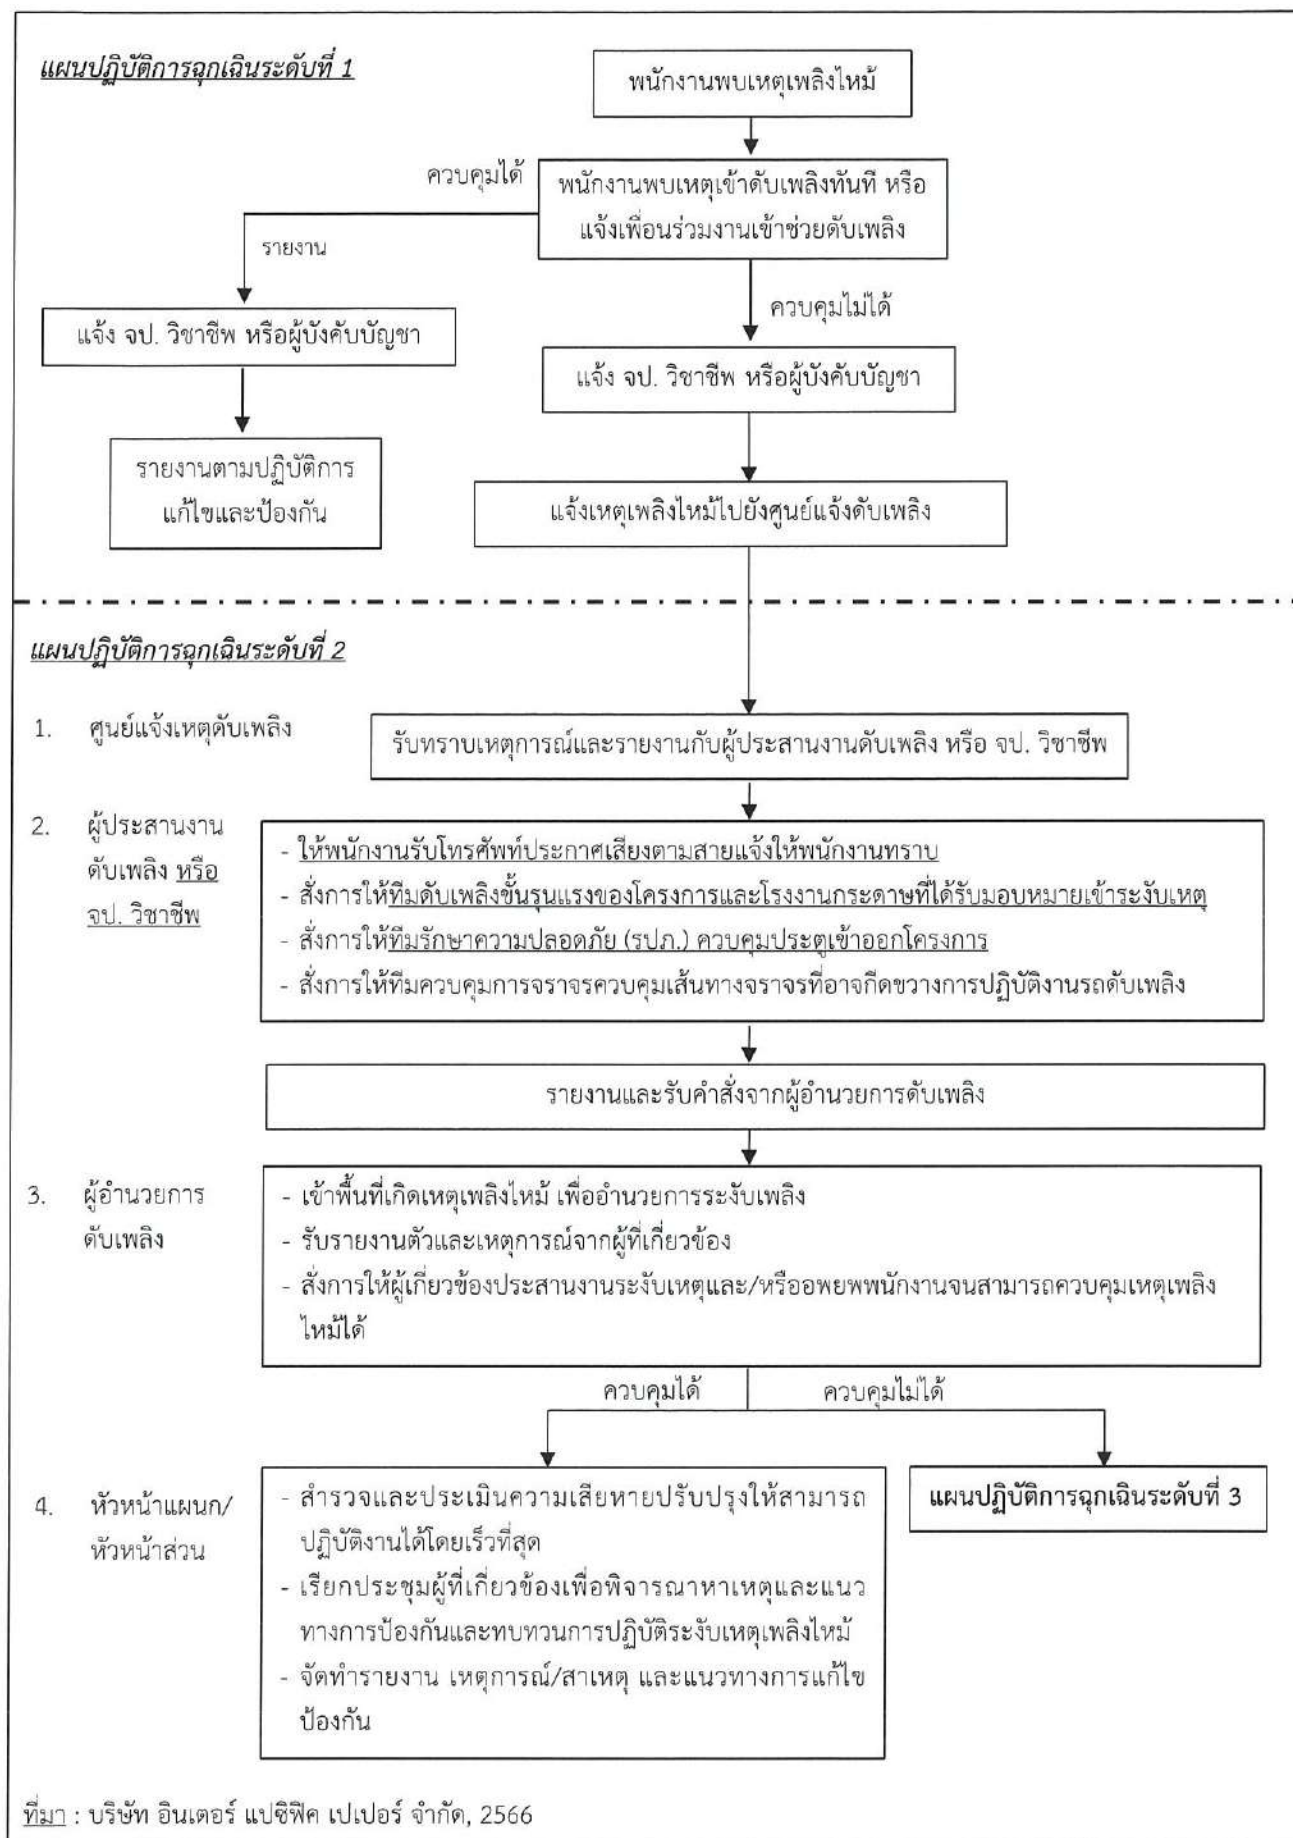 แผนปฏิบัติการฉุกเฉินระดับที่ 1
พนักงานพบเหตุเพลิงไหม้
ควบคุมได้
พนักงานพบเหตุเข้าดับเพลิงทันที หรือ
แจ้งเพื่อนร่วมงานเข้าช่วยดับเพลิง
รายงาน
ควบคุมไม่ได้
แจ้ง จป. วิชาชีพ หรือผู้บังคับบัญชา
แจ้ง จป. วิชาชีพ หรือผู้บังคับบัญชา
รายงานตามปฏิบัติการ
แก้ไขและป้องกัน
แจ้งเหตุเพลิงไหม้ไปยังศูนย์แจ้งดับเพลิง
แผนปฏิบัติการฉุกเฉินระดับที่ 2
1. ศูนย์แจ้งเหตุดับเพลิง
รับทราบเหตุการณ์และรายงานกับผู้ประสานงานดับเพลิง หรือ จป. วิชาชีพ
2. ผู้ประสานงาน
ดับเพลิง หรือ
จป. วิชาชีพ
- ให้พนักงานรับโทรศัพท์ประกาศเสียงตามสายแจ้งให้พนักงานทราบ
- สั่งการให้ทีมดับเพลิงขั้นรุนแรงของโครงการและโรงงานกระดาษที่ได้รับมอบหมายเข้าระงับเหตุ
- สั่งการให้ทีมรักษาความปลอดภัย (รปภ.) ควบคุมประตูเข้าออกโครงการ
- สั่งการให้ทีมควบคุมการจราจรควบคุมเส้นทางจราจรที่อาจกีดขวางการปฏิบัติงานรถดับเพลิง
รายงานและรับคำสั่งจากผู้อำนวยการดับเพลิง
3. ผู้อำนวยการ
ดับเพลิง
- เข้าพื้นที่เกิดเหตุเพลิงไหม้ เพื่ออำนวยการระงับเพลิง
- รับรายงานตัวและเหตุการณ์จากผู้ที่เกี่ยวข้อง
- สั่งการให้ผู้เกี่ยวข้องประสานงานระงับเหตุและ/หรืออพยพพนักงานจนสามารถควบคุมเหตุเพลิง
ไหม้ได้
ควบคุมได้
ควบคุมไม่ได้
4. หัวหน้าแผนก/
หัวหน้าส่วน
- สำรวจและประเมินความเสียหายปรับปรุงให้สามารถ
ปฏิบัติงานได้โดยเร็วที่สุด
- เรียกประชุมผู้ที่เกี่ยวข้องเพื่อพิจารณาหาเหตุและแนว
ทางการป้องกันและทบทวนการปฏิบัติระงับเหตุเพลิงไหม้
- จัดทำรายงาน เหตุการณ์/สาเหตุ และแนวทางการแก้ไข
ป้องกัน
แผนปฏิบัติการฉุกเฉินระดับที่ 3
ที่มา : บริษัท อินเตอร์ แปซิฟิค เปเปอร์ จำกัด, 2566